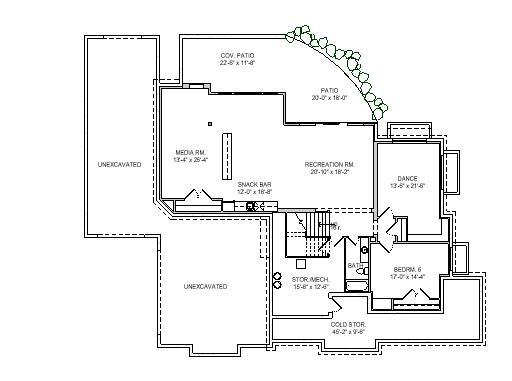 COV. PATIO
22'-6" x 11'-8"
PATIO
20'-0" x 18'-0"
MEDIA RM.
13'-4" x 25'-4"
UNEXCAVATED
RECREATION RM.
20'-10" x 18'-2"
DANCE
13'-6" x 21'-6"
SNACK BAR
12'-0" x 18'-8"
BATH
BEDRM. 6
17'-0" x 14'-4"
STOR./MECH.
15'-8" x 12'-6"
UNEXCAVATED
COLD STOR.
45'-2" x 9'-6"